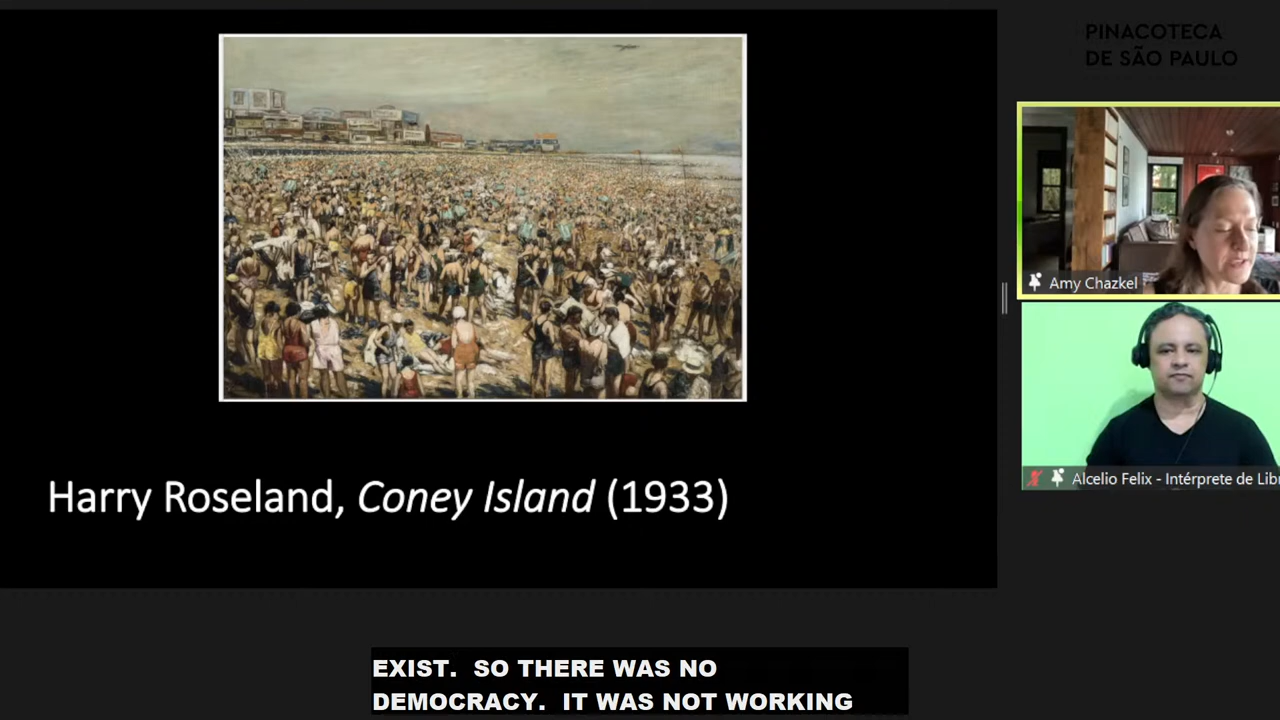 PINACOTECA
DE SÃO PAULO
Amy Chazkel
Alcelio Felix - Intérprete de Libr
Harry Roseland, Coney Island (1933)
EXIST.  SO THERE WAS NO
DEMOCRACY.  IT WAS NOT WORKING